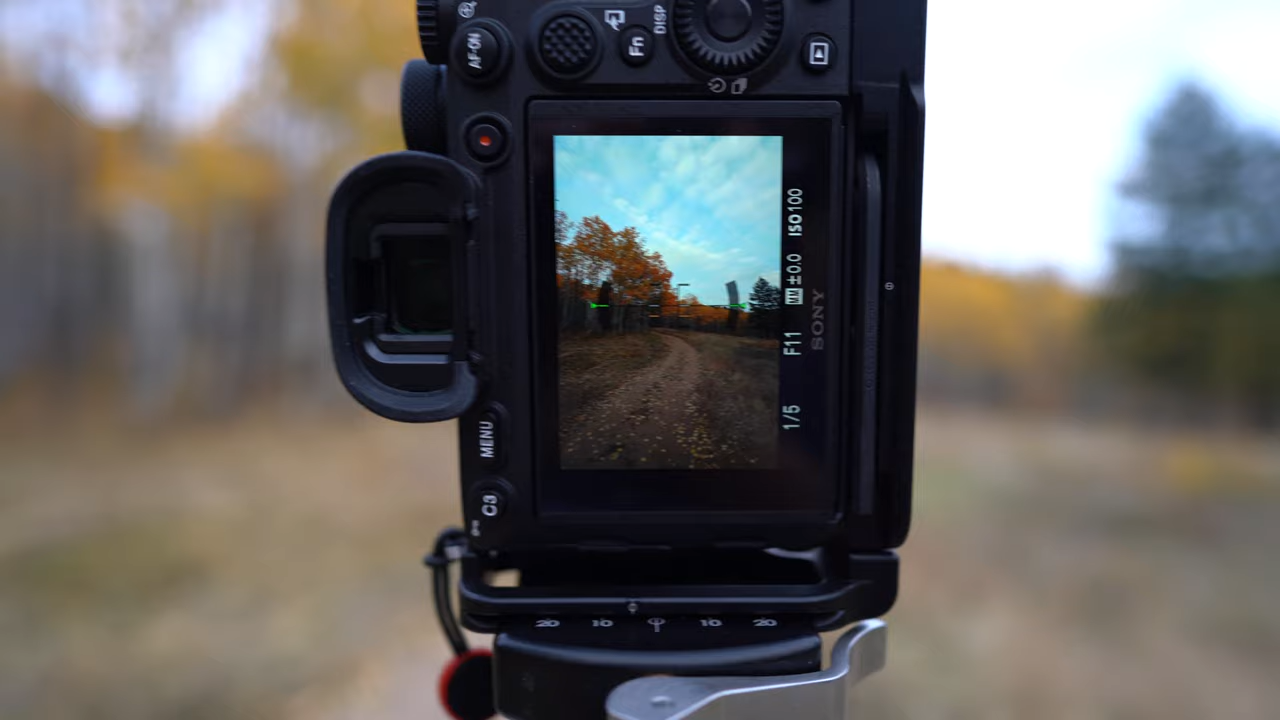 AF-ON
Fn
DISP
ISO100
±0.0
F11
1/5
SONY
MENU
C3
20 10 10 20